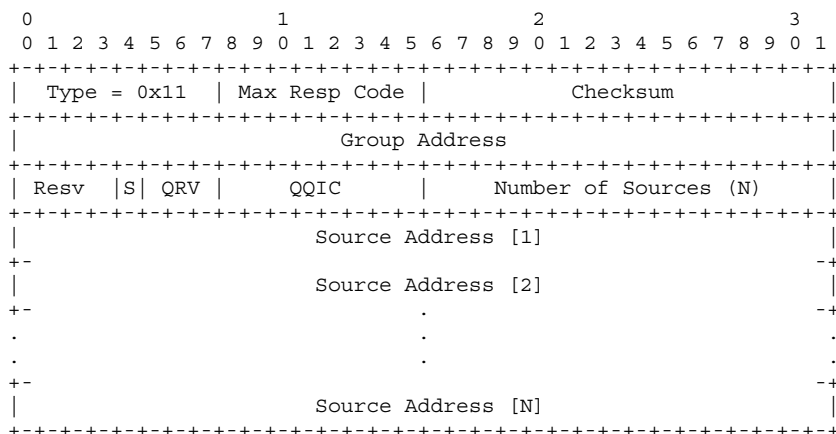 0                   1                   2                   3
 0 1 2 3 4 5 6 7 8 9 0 1 2 3 4 5 6 7 8 9 0 1 2 3 4 5 6 7 8 9 0 1
+-+-+-+-+-+-+-+-+-+-+-+-+-+-+-+-+-+-+-+-+-+-+-+-+-+-+-+-+-+-+-+-+
|  Type = 0x11  | Max Resp Code |           Checksum            |
+-+-+-+-+-+-+-+-+-+-+-+-+-+-+-+-+-+-+-+-+-+-+-+-+-+-+-+-+-+-+-+-+
|                         Group Address                         |
+-+-+-+-+-+-+-+-+-+-+-+-+-+-+-+-+-+-+-+-+-+-+-+-+-+-+-+-+-+-+-+-+
| Resv  |S| QRV |     QQIC      |     Number of Sources (N)     |
+-+-+-+-+-+-+-+-+-+-+-+-+-+-+-+-+-+-+-+-+-+-+-+-+-+-+-+-+-+-+-+-+
|                       Source Address [1]                      |
+-                                                             -+
|                       Source Address [2]                      |
+-                              .                              -+
.                               .                               .
.                               .                               .
+-                                                             -+
|                       Source Address [N]                      |
+-+-+-+-+-+-+-+-+-+-+-+-+-+-+-+-+-+-+-+-+-+-+-+-+-+-+-+-+-+-+-+-+